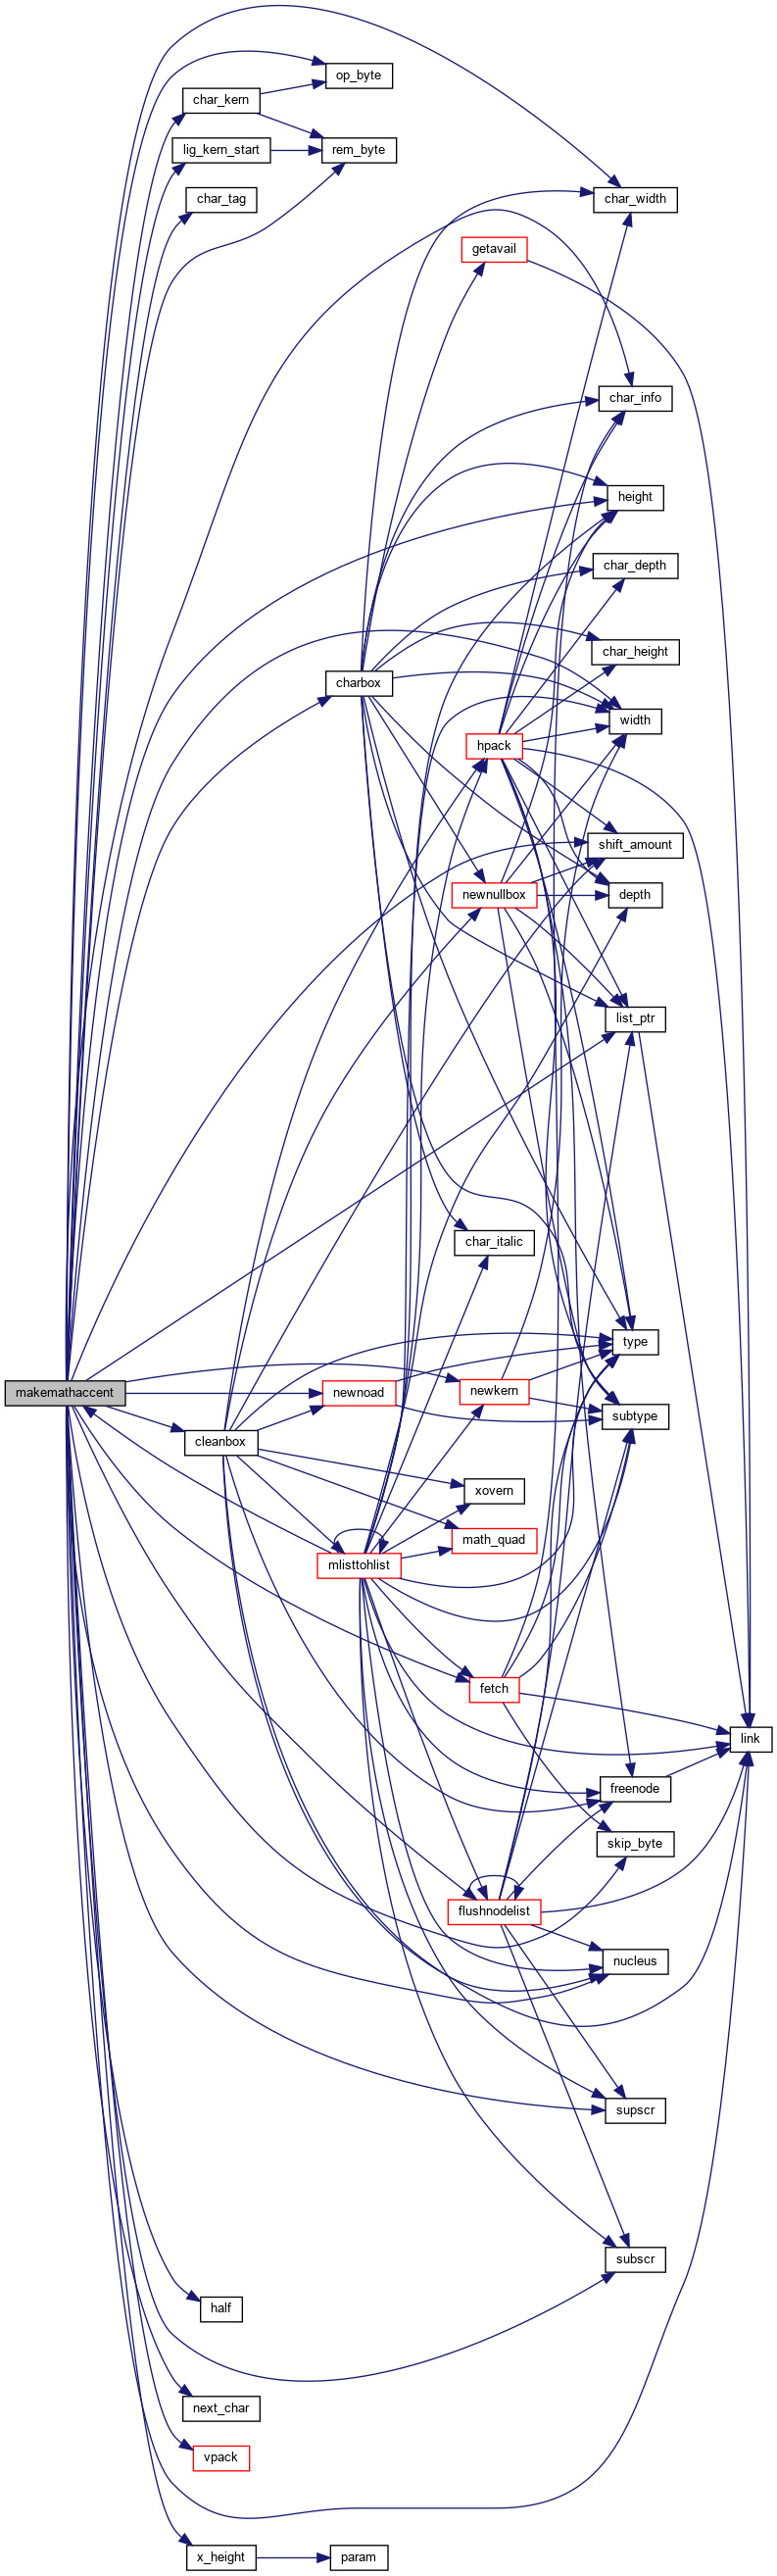 op_byte
char_kern
lig_kern_start
rem_byte
char_tag
char_width
getavail
char_info
height
char_depth
char_height
charbox
width
hpack
shift_amount
newnullbox
depth
list_ptr
char_italic
type
makemathaccent
newnoad
newkern
subtype
cleanbox
xovern
math_quad
mlisttohlist
fetch
link
freenode
skip_byte
flushnodelist
nucleus
supscr
subscr
half
next_char
vpack
x_height
param